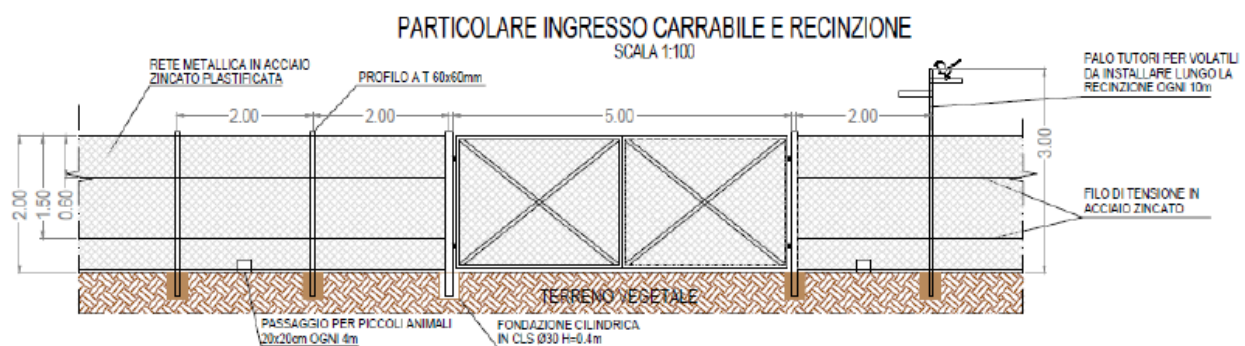 PARTICOLARE INGRESSO CARRABILE E RECINZIONE
SCALA 1:100
RETE METALLICA IN ACCIAIO
ZINCATO PLASTIFICATA
PROFILO A T 60x60mm
PALO TUTORI PER VOLATILI
DA INSTALLARE LUNGO LA
RECINZIONE OGNI 10m
2.00
2.00
5.00
2.00
3.00
2.00
1.50
0.60
FILO DI TENSIONE IN
ACCIAIO ZINCATO
TERRENO VEGETALE
PASSAGGIO PER PICCOLI ANIMALI
20x20cm OGNI 4m
FONDAZIONE CILINDRICA
IN CLS Ø30 H=0.4m